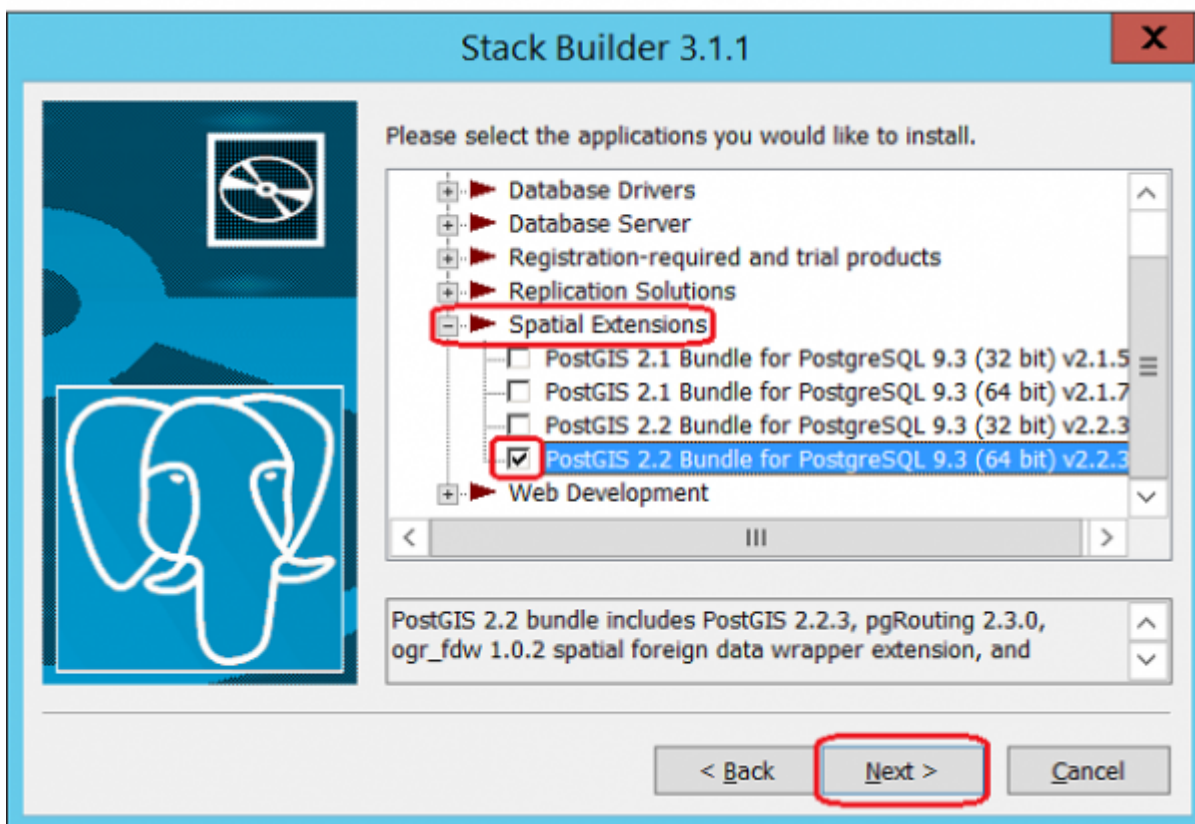 Stack Builder 3.1.1
Please select the applications you would like to install.
Database Drivers
Database Server
Registration-required and trial products
Replication Solutions
Spatial Extensions
PostGIS 2.1 Bundle for PostgreSQL 9.3 (32 bit) v2.1.5
PostGIS 2.1 Bundle for PostgreSQL 9.3 (64 bit) v2.1.7
PostGIS 2.2 Bundle for PostgreSQL 9.3 (32 bit) v2.2.3
PostGIS 2.2 Bundle for PostgreSQL 9.3 (64 bit) v2.2.3
Web Development
PostGIS 2.2 bundle includes PostGIS 2.2.3, pgRouting 2.3.0,
ogr_fdw 1.0.2 spatial foreign data wrapper extension, and
< Back Next > Cancel